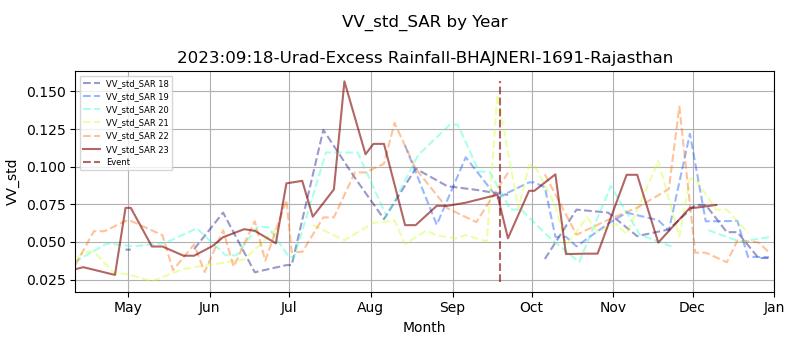 VV_std_SAR by Year
2023:09:18-Urad-Excess Rainfall-BHAJNERI-1691-Rajasthan
VV_std
0.150
0.125
0.100
0.075
0.050
0.025
VV_std_SAR 18
VV_std_SAR 19
VV_std_SAR 20
VV_std_SAR 21
VV_std_SAR 22
VV_std_SAR 23
Event
May Jun Jul Aug Sep Oct Nov Dec Jan
Month